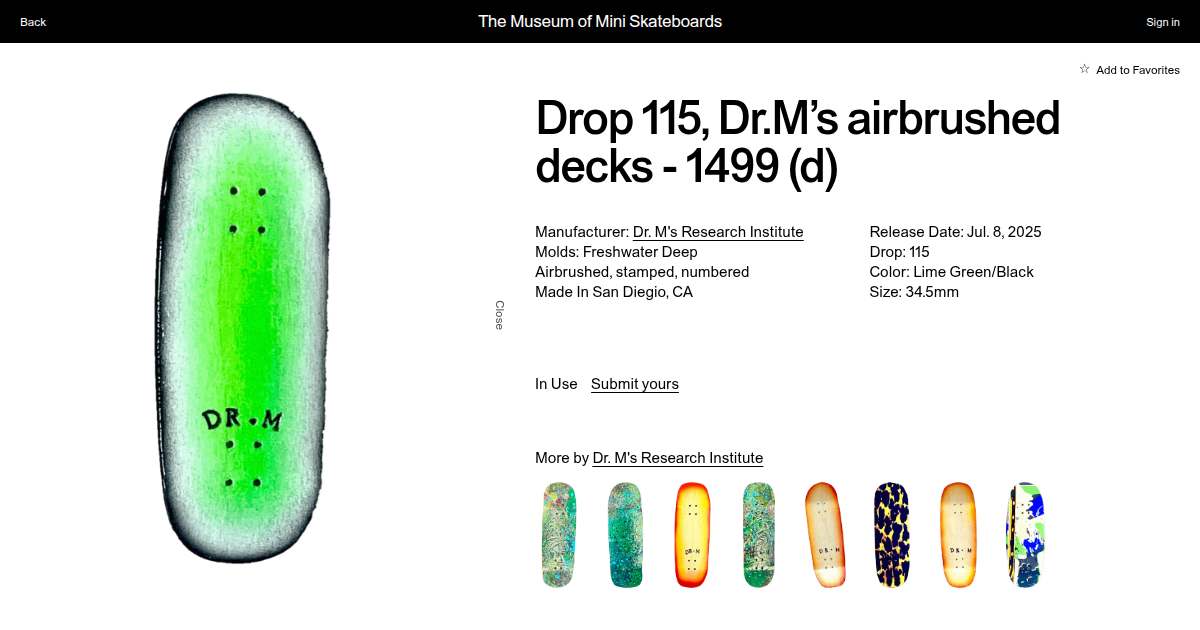 Back
The Museum of Mini Skateboards
Sign in
☆ Add to Favorites
Drop 115, Dr.M’s airbrushed
decks - 1499 (d)
Manufacturer: Dr. M's Research Institute
Molds: Freshwater Deep
Airbrushed, stamped, numbered
Made In San Diegio, CA
Release Date: Jul. 8, 2025
Drop: 115
Color: Lime Green/Black
Size: 34.5mm
Close
DR • M
In Use Submit yours
More by Dr. M's Research Institute
DR • M
DR • M
DR • M